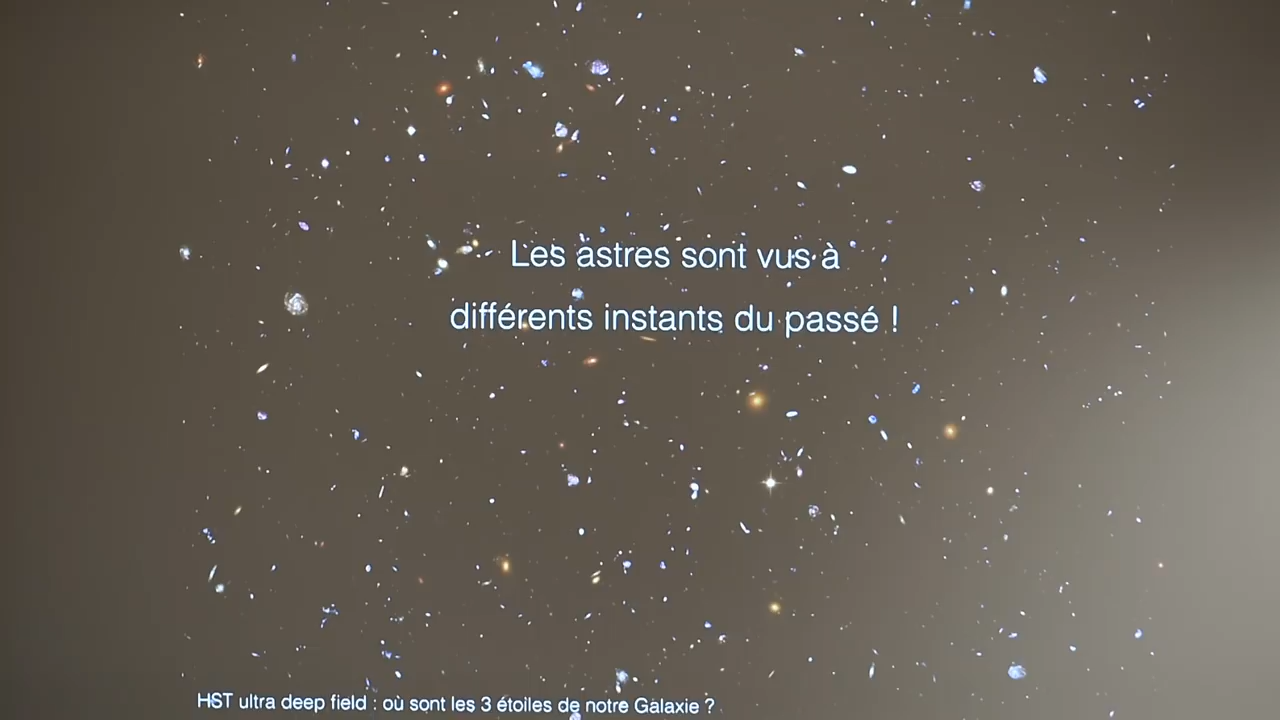 Les astres sont vus à
différents instants du passé !
HST ultra deep field : où sont les 3 étoiles de notre Galaxie ?